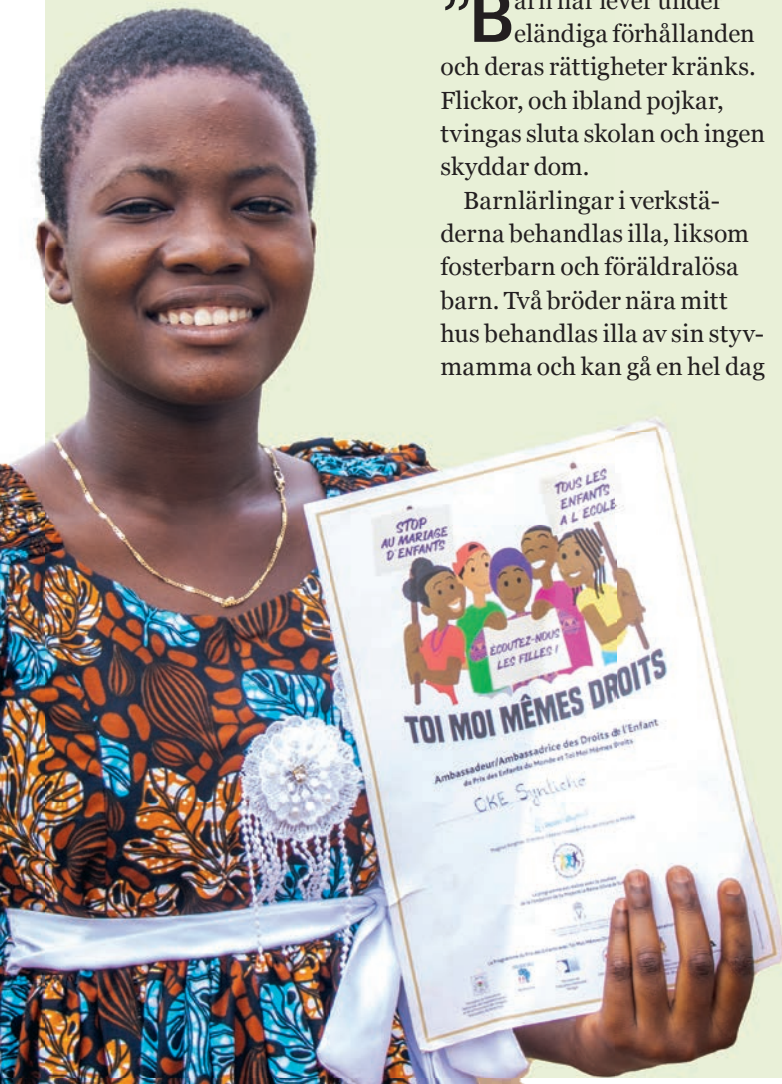 ”Barn här lever under
eländiga förhållanden
och deras rättigheter kränks.
Flickor, och ibland pojkar,
tvingas sluta skolan och ingen
skyddar dom.
Barnlärlingar i verkstä-
derna behandlas illa, liksom
fosterbarn och föräldralösa
barn. Två bröder nära mitt
hus behandlas illa av sin styv-
mamma och kan gå en hel dag
STOP
AU MARIAGE
D'ENFANTS
TOUS LES
ENFANTS
A L'ECOLE
ÉCOUTEZ-NOUS
LES FILLES !
TOI MOI MÊMES DROITS
Ambassadeur/Ambassadrice des Droits de l'Enfant
du Prix des Enfants du Monde et Toi Moi Mêmes Droits